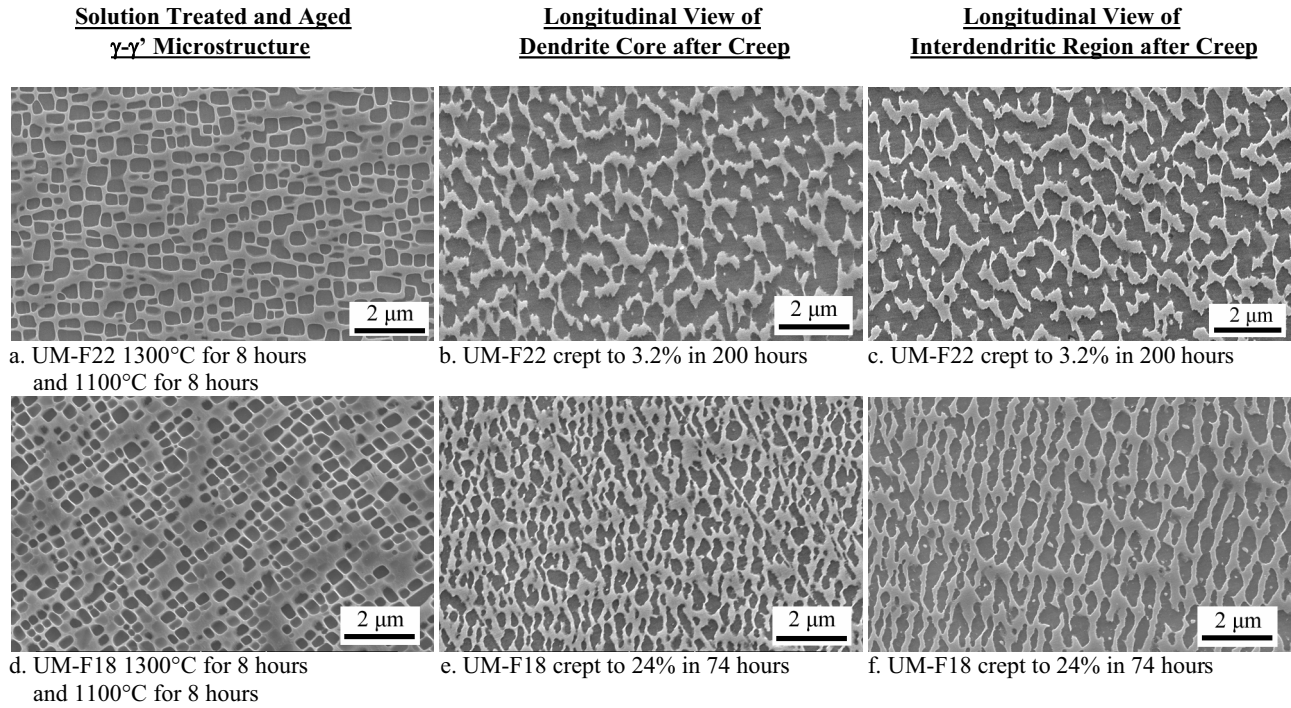 Solution Treated and Aged
γ-γ’ Microstructure
Longitudinal View of
Dendrite Core after Creep
Longitudinal View of
Interdendritic Region after Creep
2 μm
2 μm
2 μm
a. UM-F22 1300°C for 8 hours
and 1100°C for 8 hours
b. UM-F22 crept to 3.2% in 200 hours
c. UM-F22 crept to 3.2% in 200 hours
2 μm
2 μm
2 μm
d. UM-F18 1300°C for 8 hours
and 1100°C for 8 hours
e. UM-F18 crept to 24% in 74 hours
f. UM-F18 crept to 24% in 74 hours